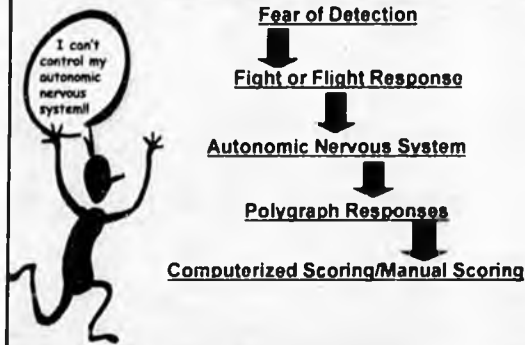 I can't
control my
autonomic
nervous
system!!
Fear of Detection
Fight or Flight Response
Autonomic Nervous System
Polygraph Responses
Computerized Scoring/Manual Scoring